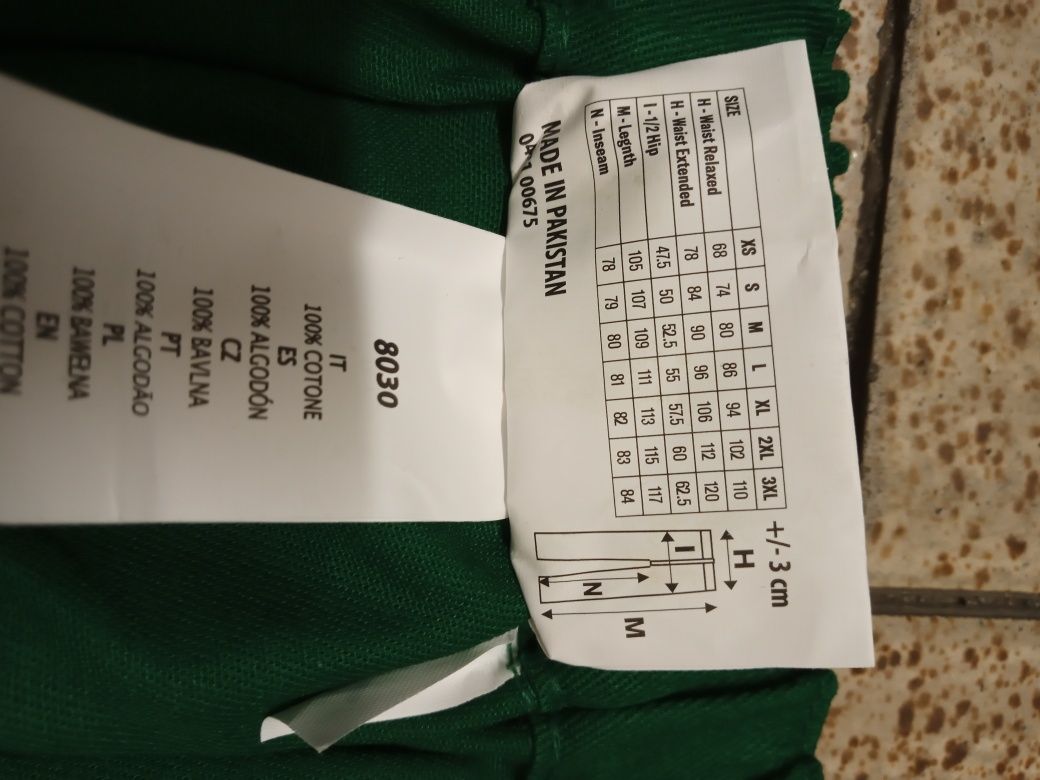 SIZE XS S M L XL 2XL 3XL +/- 3 cm
H - Waist Relaxed 68 74 80 86 94 102 110
H - Waist Extended 78 84 90 96 106 112 120
I - 1/2 Hip 47.5 50 52.5 55 57.5 60 62.5
M - Legnth 105 107 109 111 113 115 117
N - Inseam 78 79 80 81 82 83 84
H
I
N
M
MADE IN PAKISTAN
00675
8030
IT
100% COTONE
ES
100% ALGODÓN
CZ
100% BAVLNA
PT
100% ALGODÃO
PL
100% BAWEŁNA
EN
100% COTTON